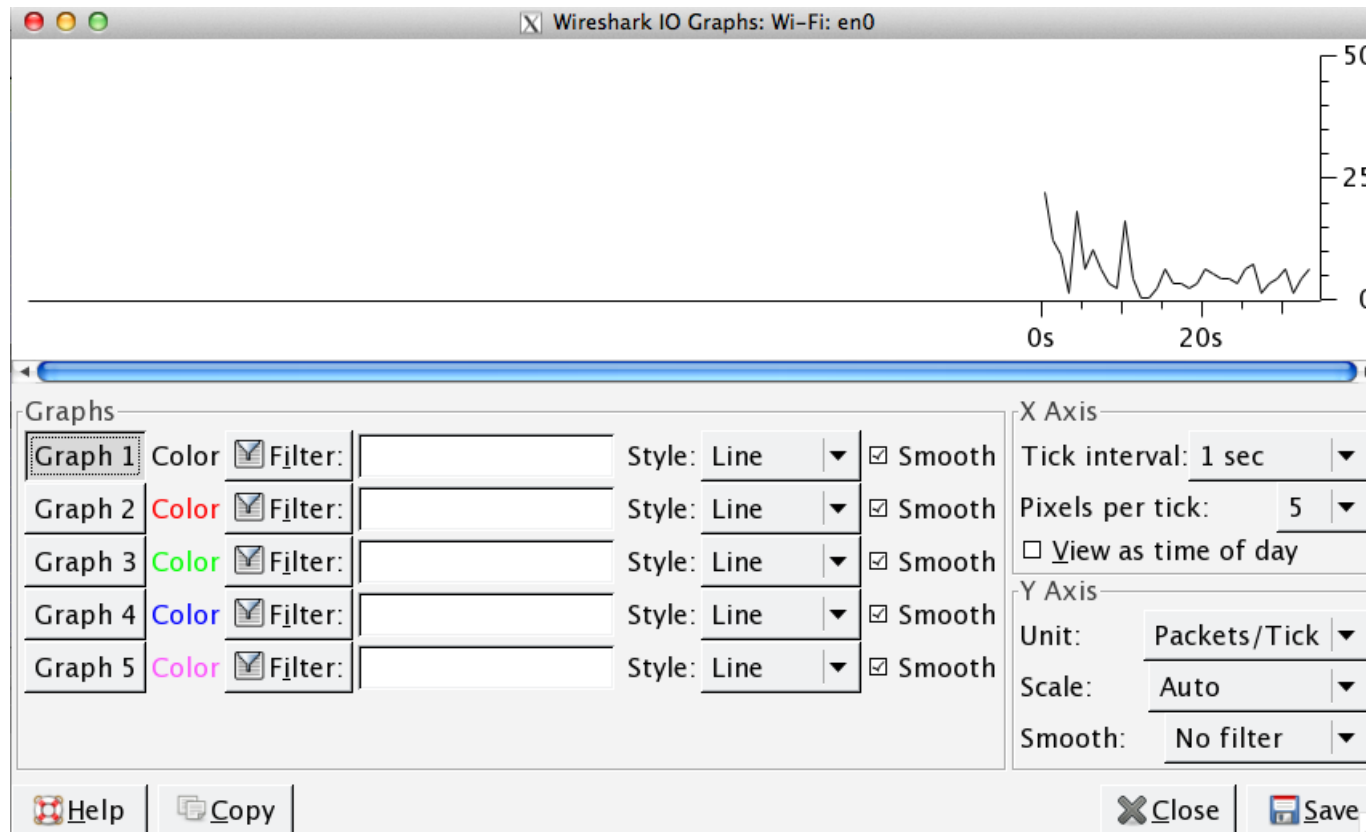 Wireshark IO Graphs: Wi-Fi: en0
50
25
0
0s 20s
Graphs
Graph 1 Color Filter: Style: Line Smooth
Graph 2 Color Filter: Style: Line Smooth
Graph 3 Color Filter: Style: Line Smooth
Graph 4 Color Filter: Style: Line Smooth
Graph 5 Color Filter: Style: Line Smooth
X Axis
Tick interval: 1 sec
Pixels per tick: 5
View as time of day
Y Axis
Unit: Packets/Tick
Scale: Auto
Smooth: No filter
Help Copy Close Save